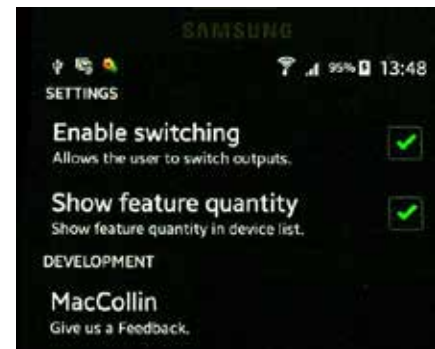 SAMSUNG
95% 13:48
SETTINGS
Enable switching
Allows the user to switch outputs.
Show feature quantity
Show feature quantity in device list.
DEVELOPMENT
MacCollin
Give us a Feedback.